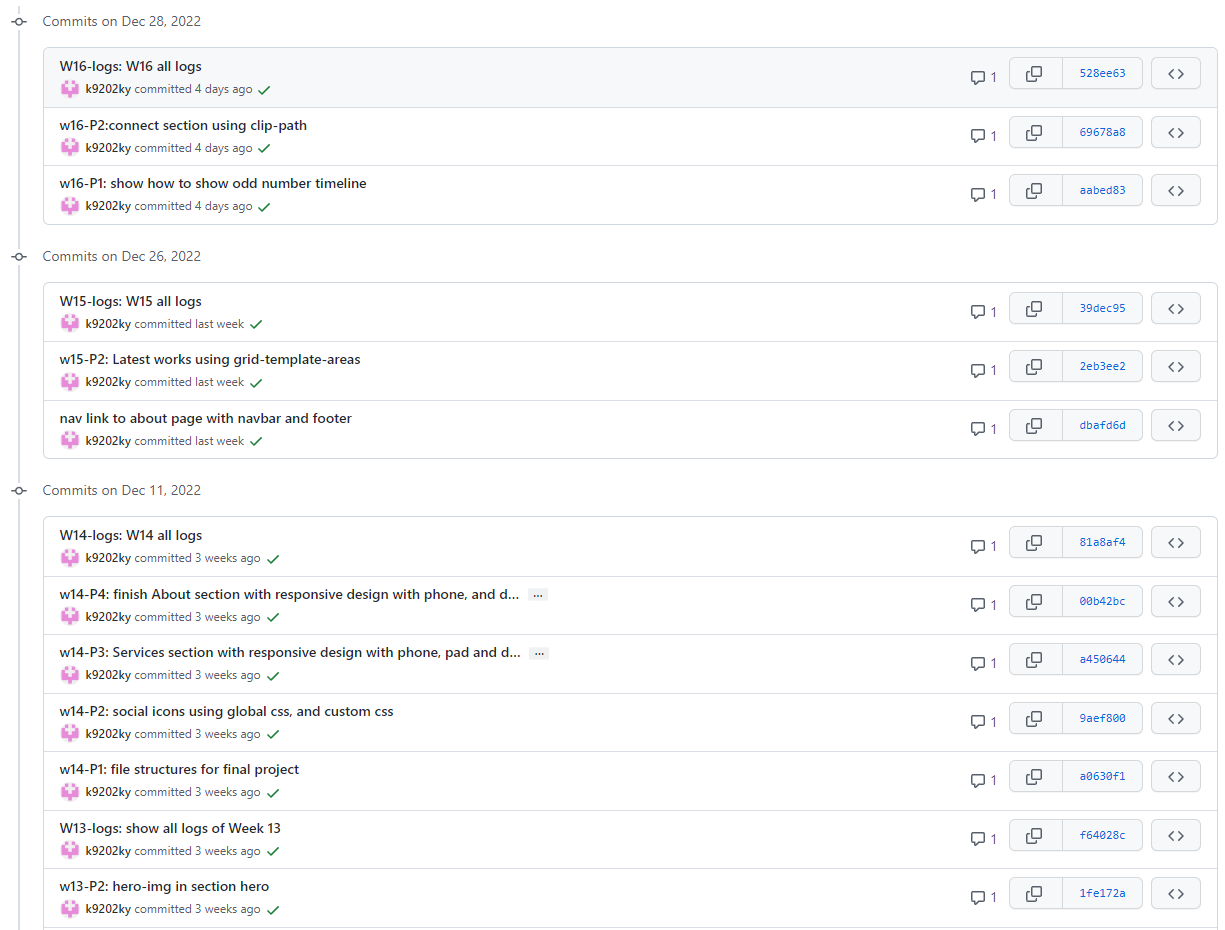 Commits on Dec 28, 2022
W16-logs: W16 all logs
k9202ky committed 4 days ago
1
528ee63
w16-P2:connect section using clip-path
k9202ky committed 4 days ago
1
69678a8
w16-P1: show how to show odd number timeline
k9202ky committed 4 days ago
1
aabed83
Commits on Dec 26, 2022
W15-logs: W15 all logs
k9202ky committed last week
1
39dec95
w15-P2: Latest works using grid-template-areas
k9202ky committed last week
1
2eb3ee2
nav link to about page with navbar and footer
k9202ky committed last week
1
dbafd6d
Commits on Dec 11, 2022
W14-logs: W14 all logs
k9202ky committed 3 weeks ago
1
81a8af4
w14-P4: finish About section with responsive design with phone, and d... …
k9202ky committed 3 weeks ago
1
00b42bc
w14-P3: Services section with responsive design with phone, pad and d... …
k9202ky committed 3 weeks ago
1
a450644
w14-P2: social icons using global css, and custom css
k9202ky committed 3 weeks ago
1
9aef800
w14-P1: file structures for final project
k9202ky committed 3 weeks ago
1
a0630f1
W13-logs: show all logs of Week 13
k9202ky committed 3 weeks ago
1
f64028c
w13-P2: hero-img in section hero
k9202ky committed 3 weeks ago
1
1fe172a